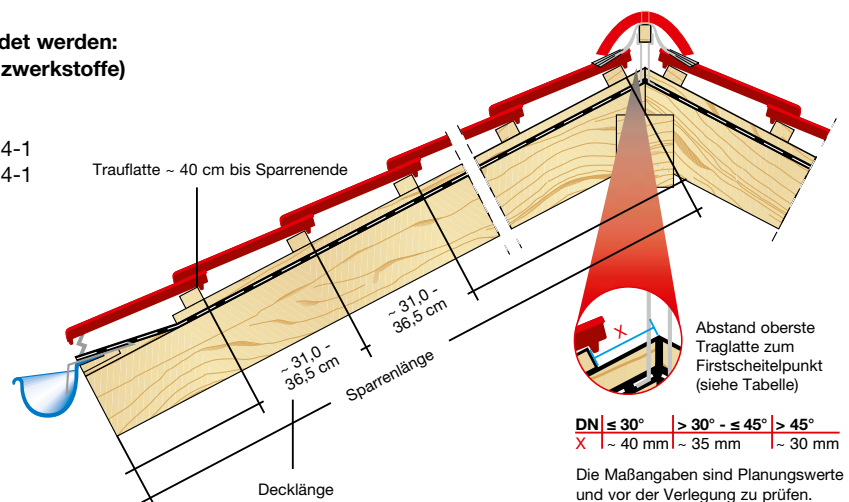 det werden:
zwerkstoffe)
4-1
4-1
Trauflatte ~ 40 cm bis Sparrenende
~ 31,0 -
36,5 cm
~ 31,0 -
36,5 cm
Sparrenlänge
Decklänge
X
Abstand oberste
Traglatte zum
Firstscheitelpunkt
(siehe Tabelle)
DN ≤ 30° > 30° - ≤ 45° > 45°
X ~ 40 mm ~ 35 mm ~ 30 mm
Die Maßangaben sind Planungswerte
und vor der Verlegung zu prüfen.